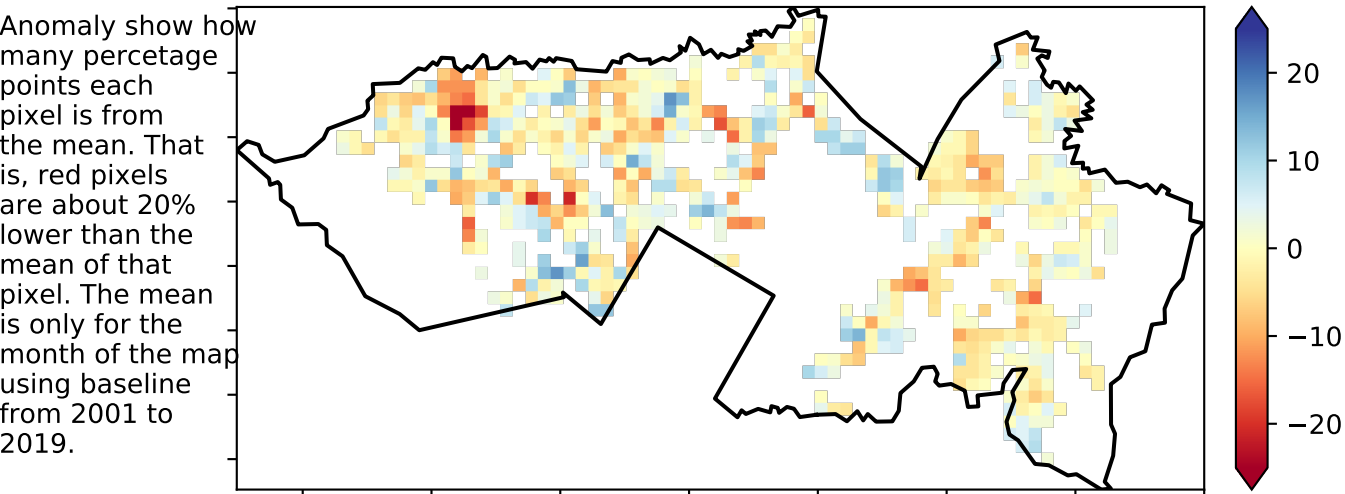 Anomaly show how
many percetage
points each
pixel is from
the mean. That
is, red pixels
are about 20%
lower than the
mean of that
pixel. The mean
is only for the
month of the map
using baseline
from 2001 to
2019.
20
10
0
−10
−20